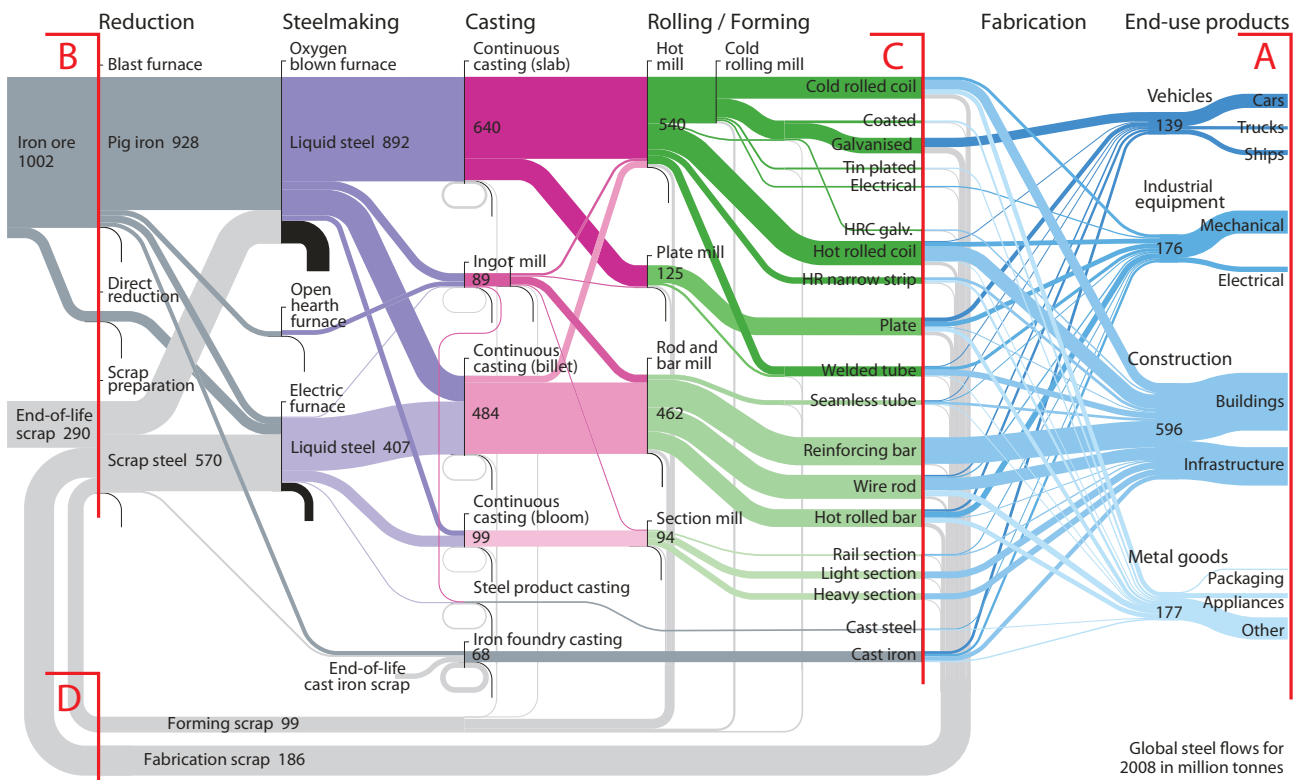 Reduction
Steelmaking
Casting
Rolling / Forming
Fabrication
End-use products
B
C
A
D
Blast furnace
Iron ore
1002
Pig iron 928
Direct
reduction
Scrap
preparation
End-of-life
scrap 290
Scrap steel 570
Oxygen
blown furnace
Liquid steel 892
Open
hearth
furnace
Electric
furnace
Liquid steel 407
Continuous
casting (slab)
640
Ingot mill
89
Continuous
casting (billet)
484
Continuous
casting (bloom)
99
Steel product casting
Iron foundry casting
68
End-of-life
cast iron scrap
Hot
mill
540
Cold
rolling mill
Plate mill
125
Rod and
bar mill
462
Section mill
94
Cold rolled coil
Coated
Galvanised
Tin plated
Electrical
HRC galv.
Hot rolled coil
HR narrow strip
Plate
Welded tube
Seamless tube
Reinforcing bar
Wire rod
Hot rolled bar
Rail section
Light section
Heavy section
Cast steel
Cast iron
Vehicles
139
Cars
Trucks
Ships
Industrial
equipment
176
Mechanical
Electrical
Construction
596
Buildings
Infrastructure
Metal goods
177
Packaging
Appliances
Other
Forming scrap 99
Fabrication scrap 186
Global steel flows for
2008 in million tonnes